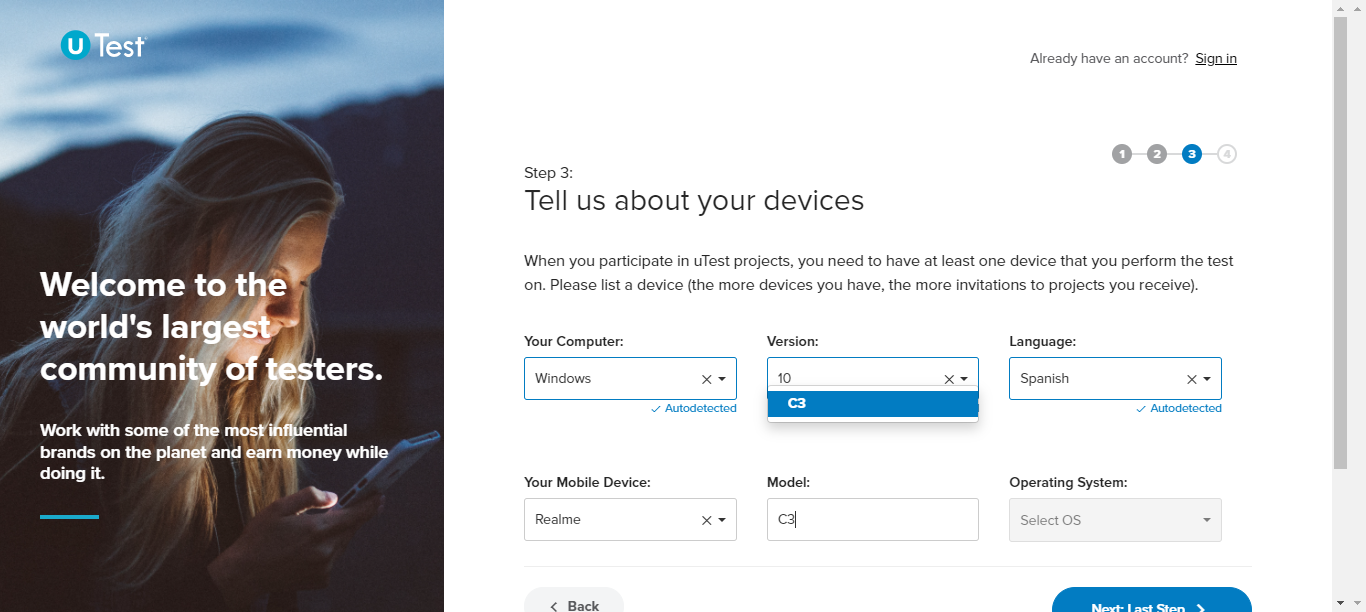 U Test
Already have an account? Sign in
1 2 3 4
Step 3:
Tell us about your devices
When you participate in uTest projects, you need to have at least one device that you perform the test
on. Please list a device (the more devices you have, the more invitations to projects you receive).
Welcome to the
world's largest
community of testers.
Work with some of the most influential
brands on the planet and earn money while
doing it.
Your Computer: Version: Language:
Windows 10 Spanish
C3
Autodetected Autodetected
Your Mobile Device: Model: Operating System:
Realme C3 Select OS
Back Next: Last Step